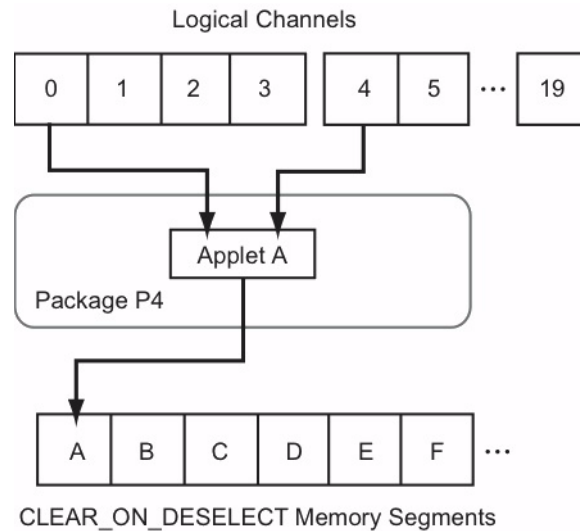 Logical Channels
0 1 2 3 4 5 ... 19
Applet A
Package P4
A B C D E F ...
CLEAR_ON_DESELECT Memory Segments